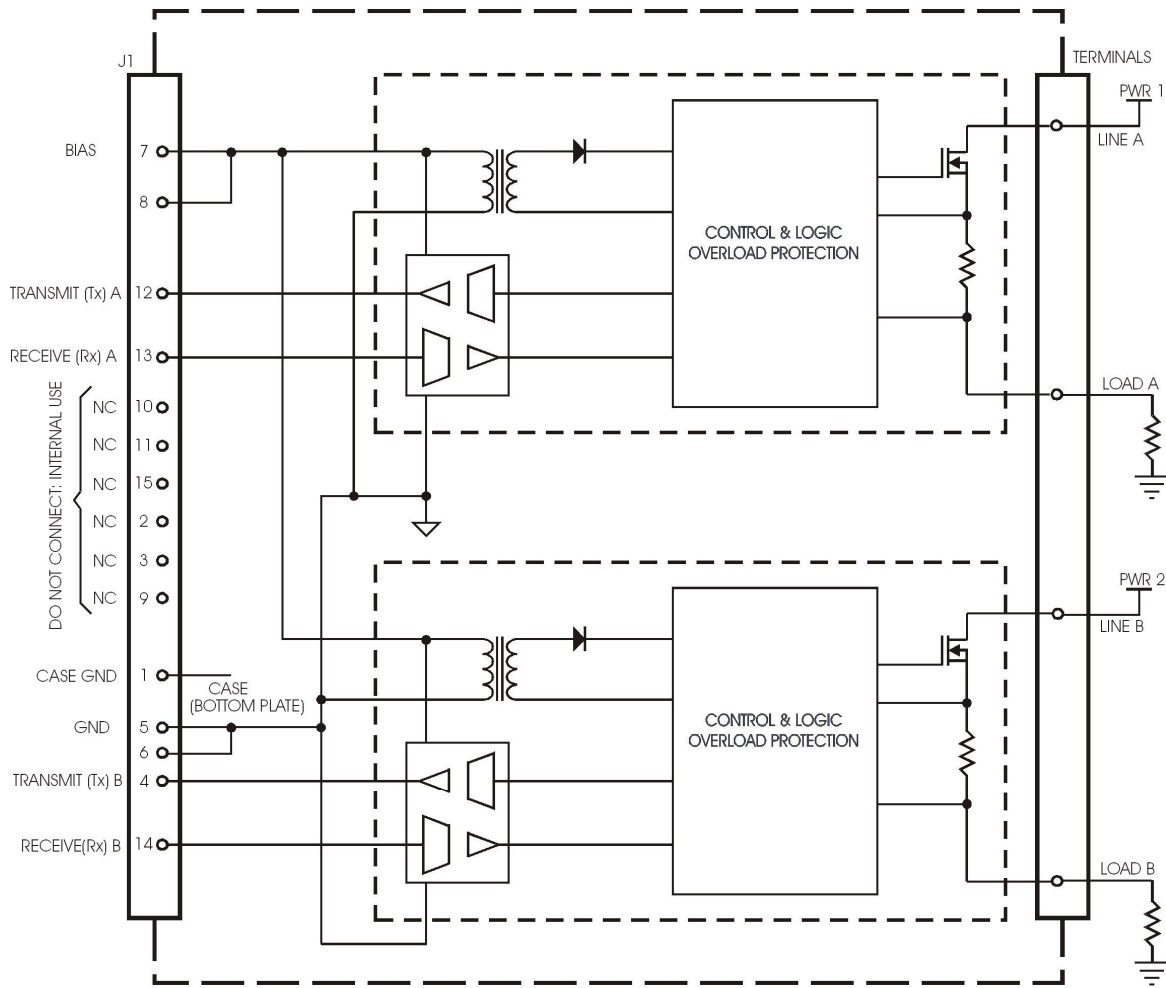 J1
TERMINALS
PWR 1
LINE A
BIAS 7
8
CONTROL & LOGIC
OVERLOAD PROTECTION
TRANSMIT (Tx) A 12
RECEIVE (Rx) A 13
LOAD A
DO NOT CONNECT: INTERNAL USE
NC 10
NC 11
NC 15
NC 2
NC 3
NC 9
PWR 2
LINE B
CASE GND 1
CASE
(BOTTOM PLATE)
GND 5
6
CONTROL & LOGIC
OVERLOAD PROTECTION
TRANSMIT (Tx) B 4
RECEIVE(Rx) B 14
LOAD B